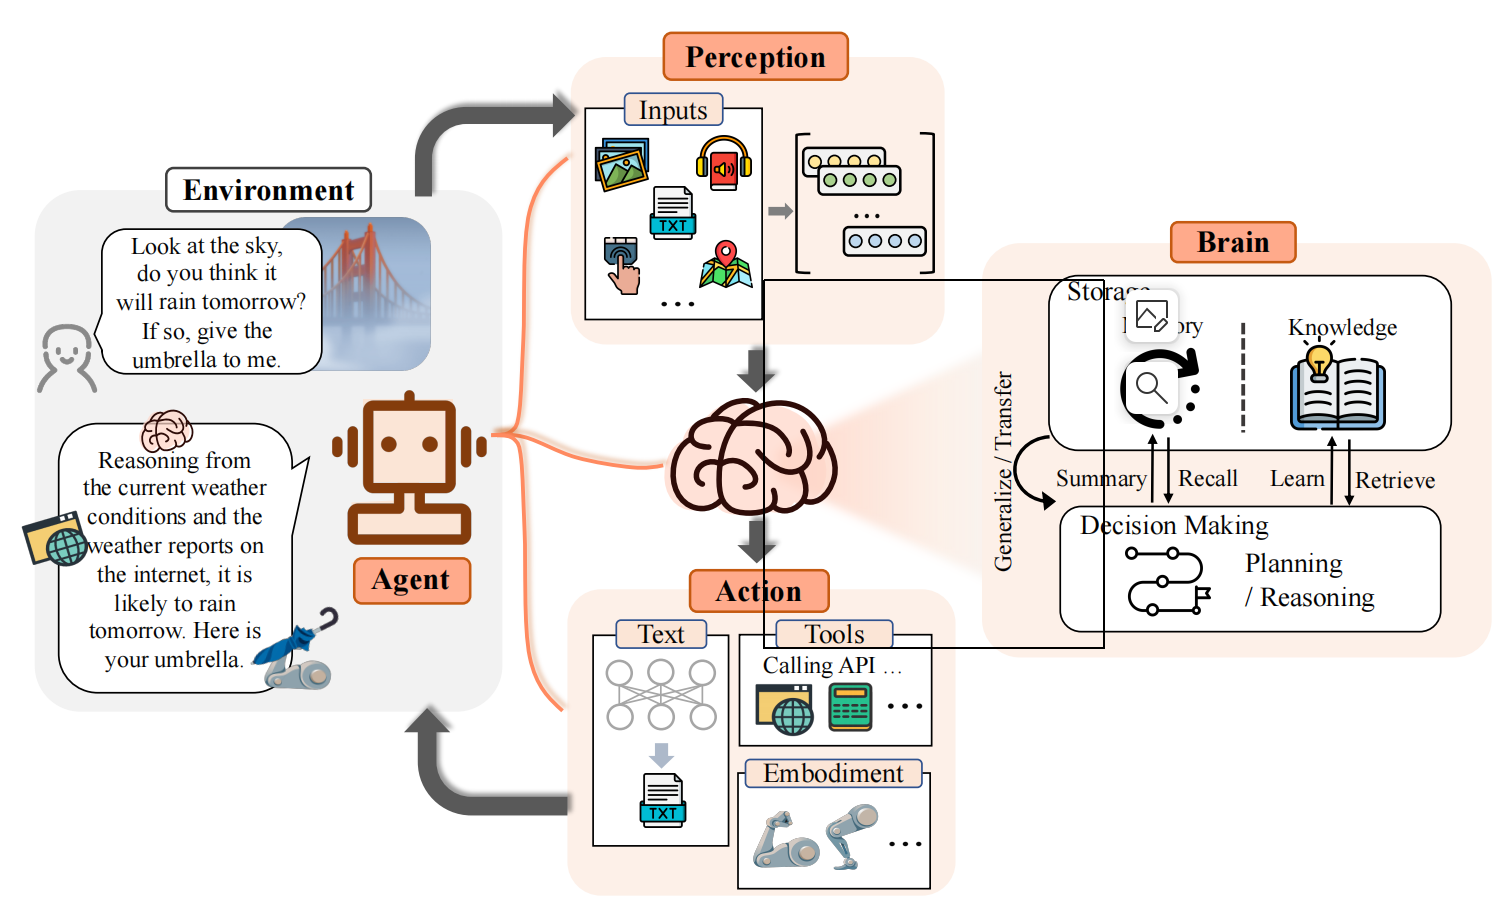 Perception
Inputs
TXT
Environment
Look at the sky,
do you think it
will rain tomorrow?
If so, give the
umbrella to me.
Reasoning from
the current weather
conditions and the
weather reports on
the internet, it is
likely to rain
tomorrow. Here is
your umbrella.
Agent
Brain
Storage
Knowledge
Generalize / Transfer
Summary
Recall
Learn
Retrieve
Decision Making
Planning
/ Reasoning
Action
Text
TXT
Tools
Calling API ...
Embodiment